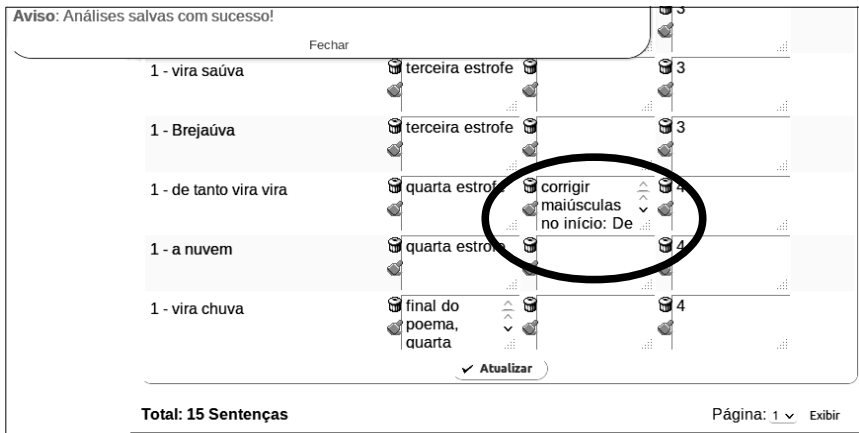 Aviso: Análises salvas com sucesso!
Fechar
3
1 - vira saúva terceira estrofe 3
1 - Brejaúva terceira estrofe 3
1 - de tanto vira vira quarta estrofe corrigir maiúsculas no início: De 4
1 - a nuvem quarta estrofe 4
1 - vira chuva final do poema, quarta 4
Atualizar
Total: 15 Sentenças Página: 1 Exibir